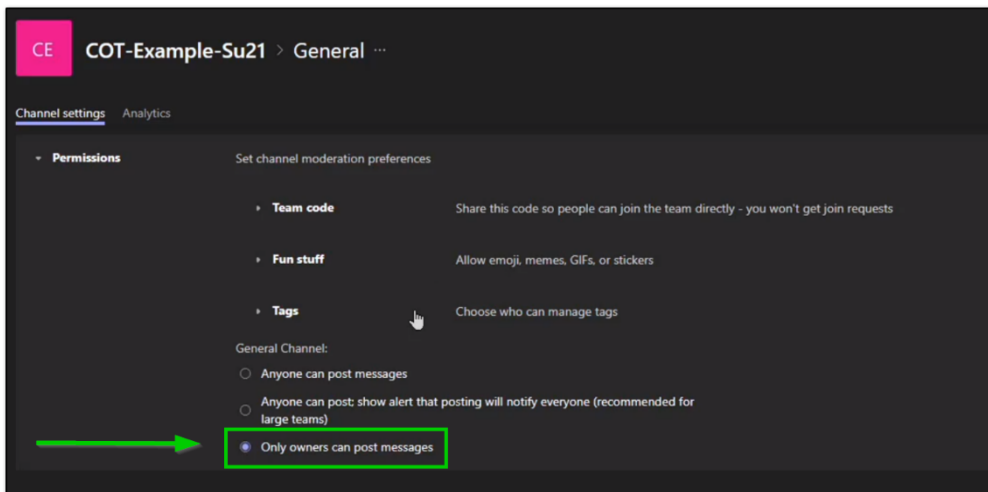 CE
COT-Example-Su21 > General ...
Channel settings Analytics
Permissions Set channel moderation preferences
Team code Share this code so people can join the team directly - you won't get join requests
Fun stuff Allow emoji, memes, GIFs, or stickers
Tags Choose who can manage tags
General Channel:
Anyone can post messages
Anyone can post; show alert that posting will notify everyone (recommended for
large teams)
Only owners can post messages